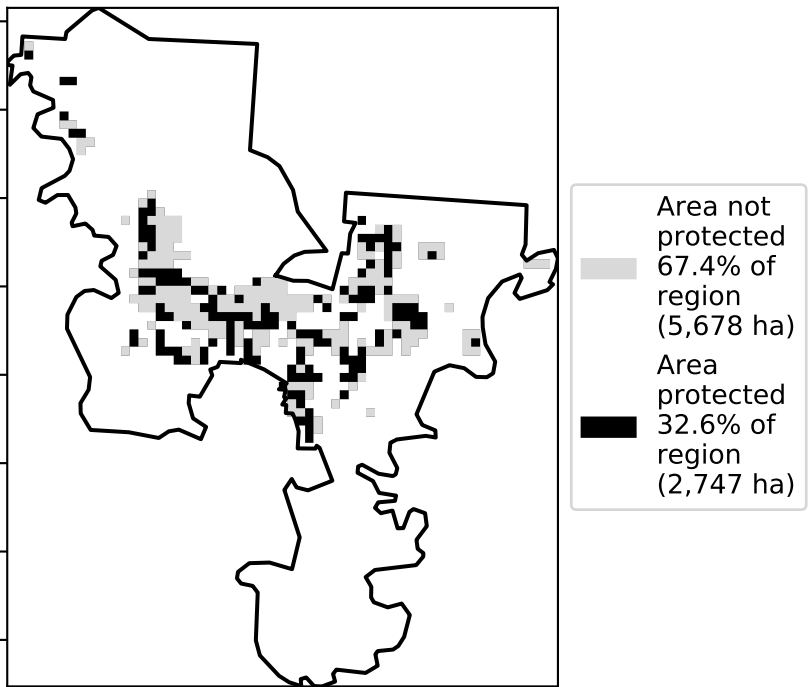 Area not
protected
67.4% of
region
(5,678 ha)
Area
protected
32.6% of
region
(2,747 ha)